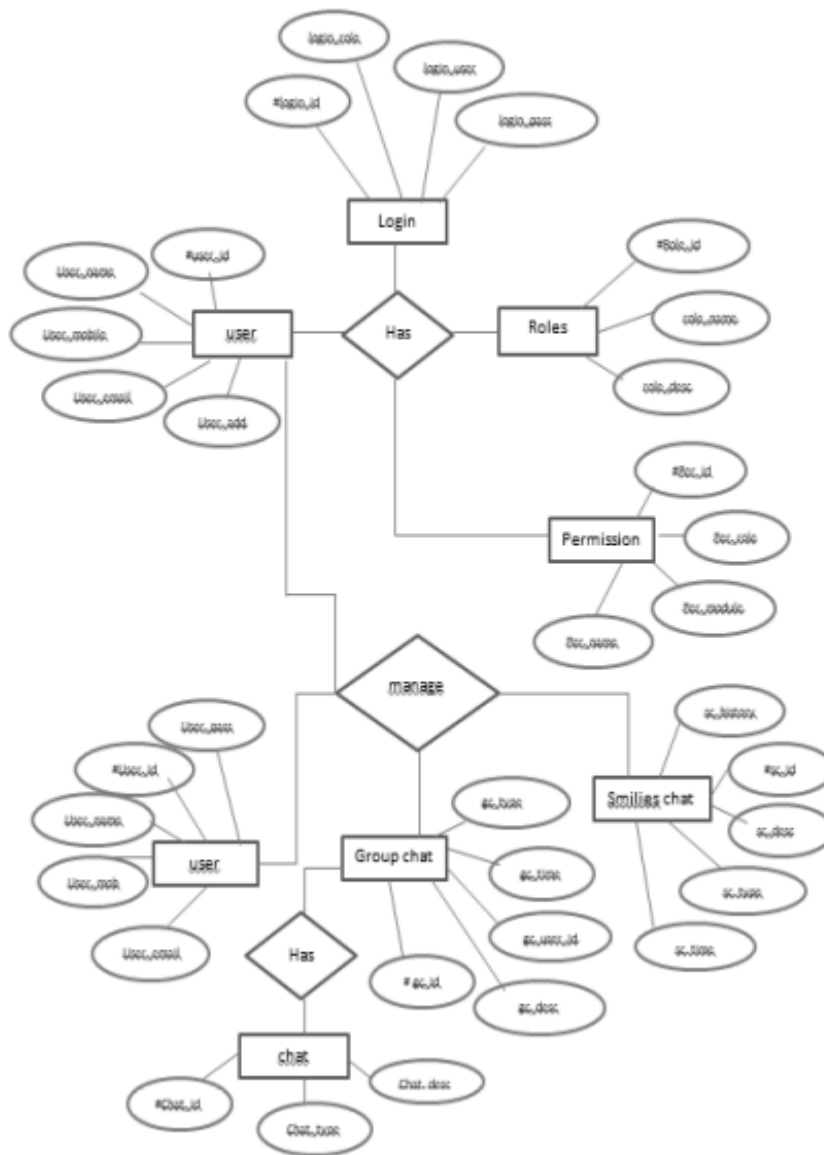 login_role
login_user
#login_id
login_pass
Login
#user_id
User_name
User_mobile
User_email
User_add
user
Has
Roles
#Role_id
role_name
role_desc
#Per_id
Permission
Per_role
Per_module
Per_name
manage
User_pass
#User_id
User_name
User_mob
user
User_email
sc_history
#sc_id
Smilies chat
sc_desc
sc_type
sc_time
gc_type
Group chat
gc_time
gc_user_id
# gc_id
gc_desc
Has
chat
Chat_desc
#Chat_id
Chat_type